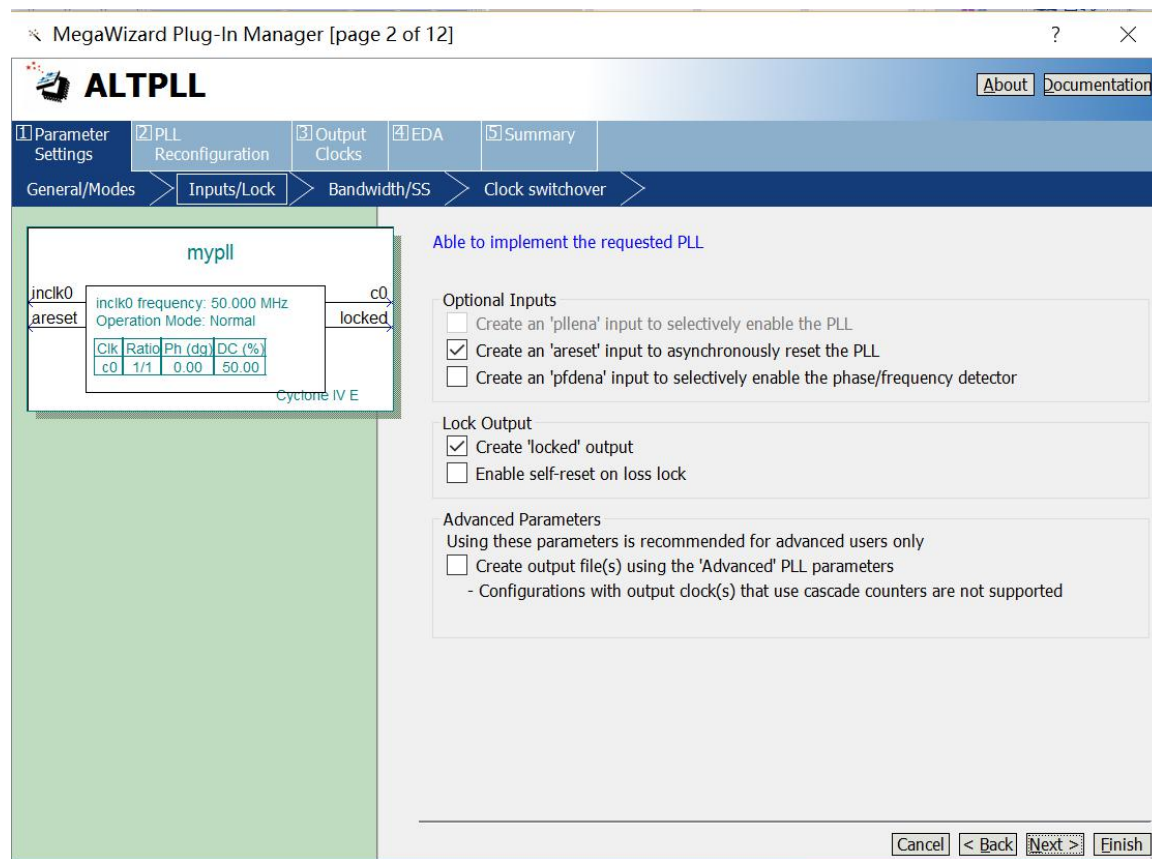 MegaWizard Plug-In Manager [page 2 of 12]
?
ALTPLL
About
Documentation
1 Parameter Settings
2 PLL Reconfiguration
3 Output Clocks
4 EDA
5 Summary
General/Modes
Inputs/Lock
Bandwidth/SS
Clock switchover
mypll
inclk0
areset
c0
locked
inclk0 frequency: 50.000 MHz
Operation Mode: Normal
Clk Ratio Ph (dg) DC (%)
c0 1/1 0.00 50.00
Cyclone IV E
Able to implement the requested PLL
Optional Inputs
Create an 'pllena' input to selectively enable the PLL
Create an 'areset' input to asynchronously reset the PLL
Create an 'pfdena' input to selectively enable the phase/frequency detector
Lock Output
Create 'locked' output
Enable self-reset on loss lock
Advanced Parameters
Using these parameters is recommended for advanced users only
Create output file(s) using the 'Advanced' PLL parameters
- Configurations with output clock(s) that use cascade counters are not supported
Cancel
< Back
Next >
Finish